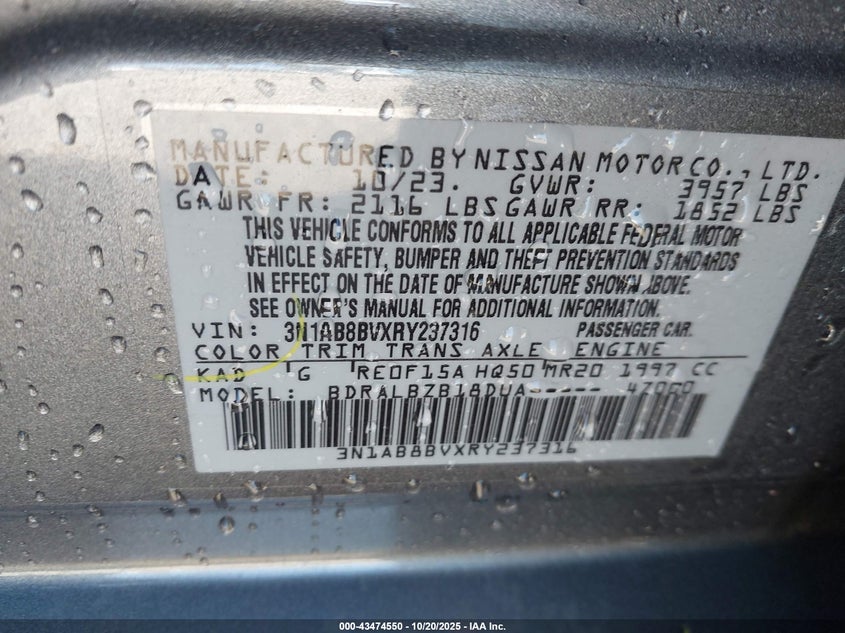 MANUFACTURED BY NISSAN MOTOR CO., LTD.
DATE: 10/23. GVWR: 3957 LBS
GAWR FR: 2116 LBS GAWR RR: 1852 LBS
THIS VEHICLE CONFORMS TO ALL APPLICABLE FEDERAL MOTOR
VEHICLE SAFETY, BUMPER AND THEFT PREVENTION STANDARDS
IN EFFECT ON THE DATE OF MANUFACTURE SHOWN ABOVE.
SEE OWNER'S MANUAL FOR ADDITIONAL INFORMATION.
VIN: 3N1AB8BVXRY237316 PASSENGER CAR.
COLOR TRIM TRANS AXLE ENGINE
KAD G RE0F15A HQ50 MR20 1997 CC
MODEL: BDRALBZB18DUA-----
3N1AB8BVXRY237316
000-43474550 | 10/20/2025 - IAA Inc.